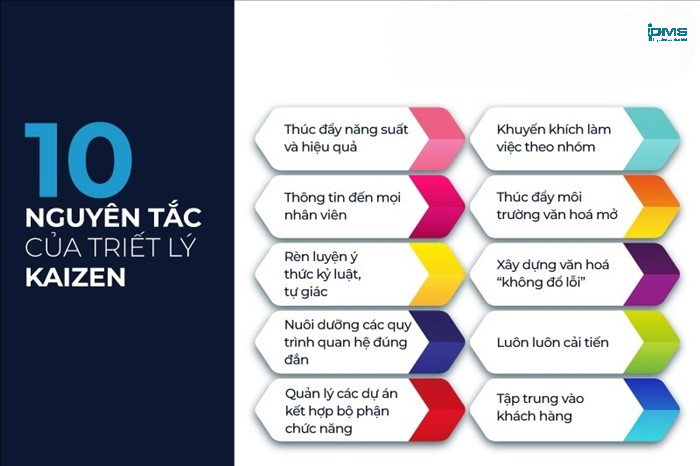 iPMS
10
NGUYÊN TẮC
CỦA TRIẾT LÝ
KAIZEN
Thúc đẩy năng suất
và hiệu quả
Thông tin đến mọi
nhân viên
Rèn luyện ý
thức kỷ luật,
tự giác
Nuôi dưỡng các quy
trình quan hệ đúng
đắn
Quản lý các dự án
kết hợp bộ phận
chức năng
Khuyến khích làm
việc theo nhóm
Thúc đẩy môi
trường văn hoá mở
Xây dựng văn hoá
“không đổ lỗi”
Luôn luôn cải tiến
Tập trung vào
khách hàng